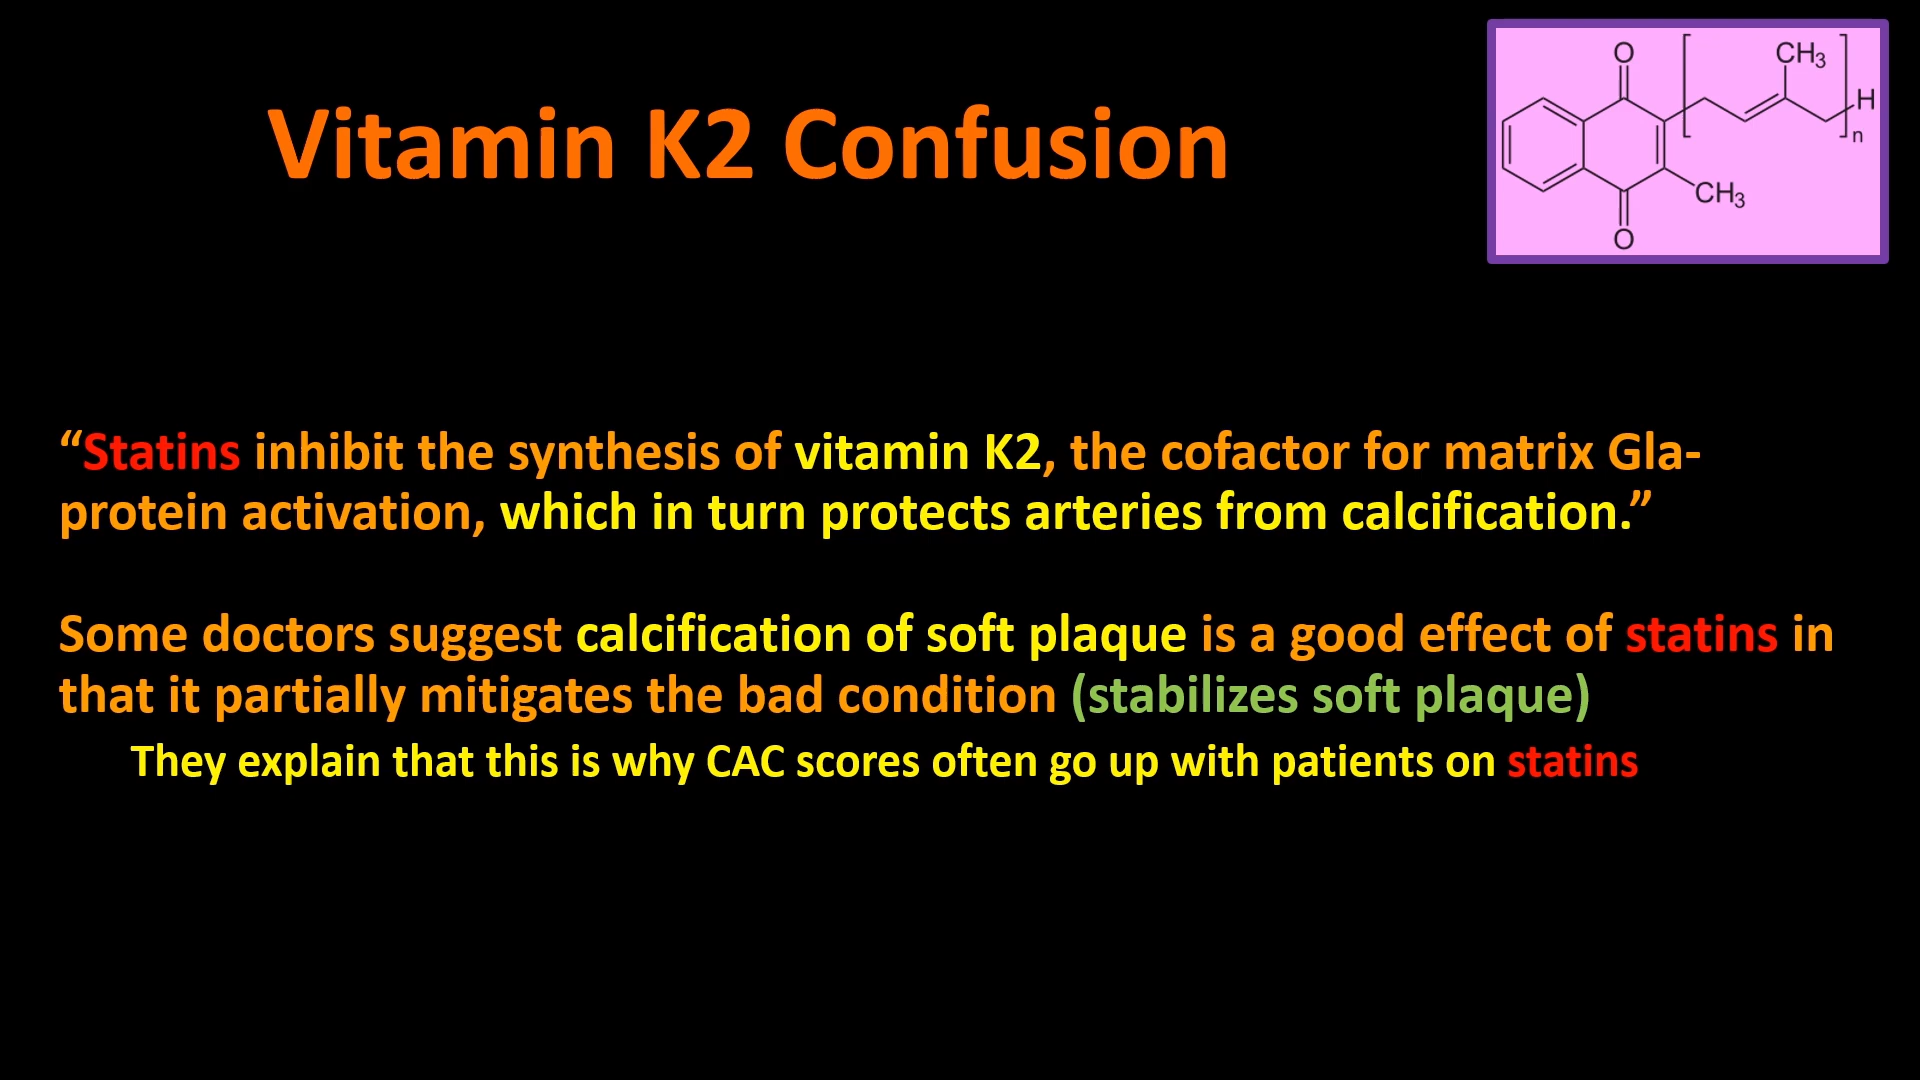 Vitamin K2 Confusion
O
CH3
H
n
CH3
O
“Statins inhibit the synthesis of vitamin K2, the cofactor for matrix Gla-
protein activation, which in turn protects arteries from calcification.”
Some doctors suggest calcification of soft plaque is a good effect of statins in
that it partially mitigates the bad condition (stabilizes soft plaque)
They explain that this is why CAC scores often go up with patients on statins